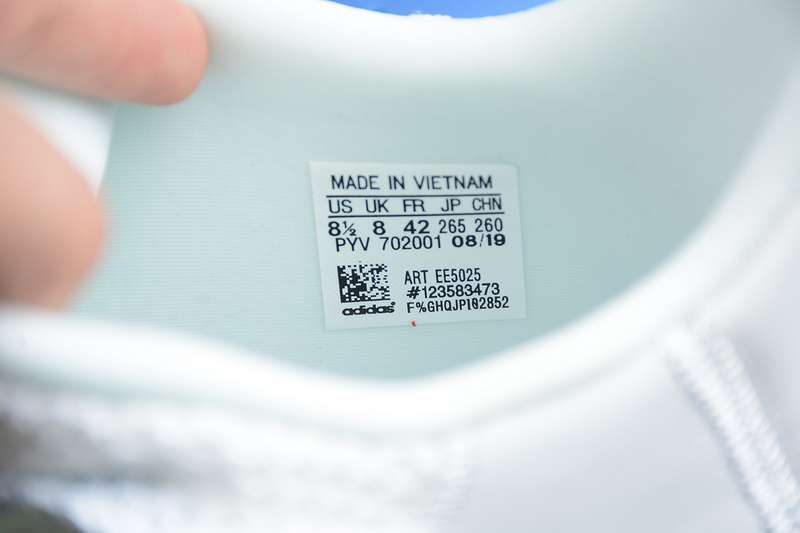 MADE IN VIETNAM
US UK FR JP CHN
8½ 8 42 265 260
PYV 702001 08/19
ART EE5025
#123583473
F%GHQJP102852
adidas